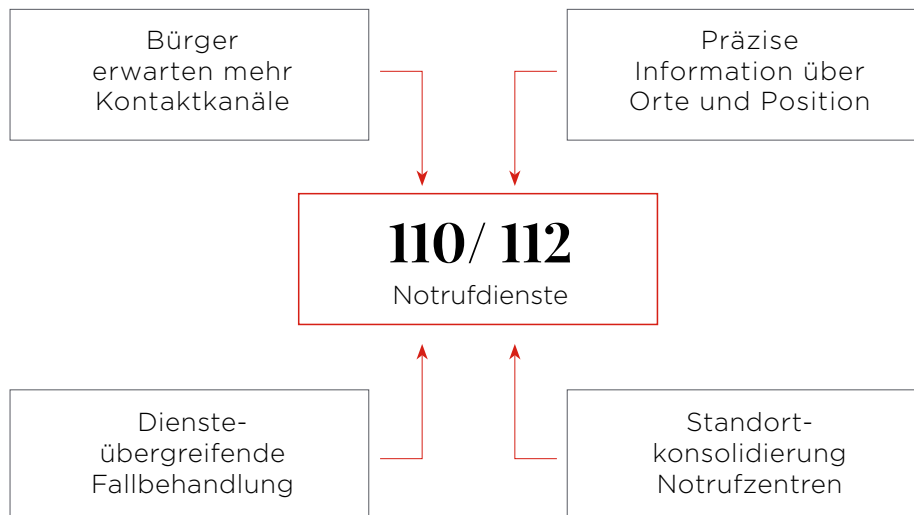 Bürger
erwarten mehr
Kontaktkanäle
Präzise
Information über
Orte und Position
110/ 112
Notrufdienste
Dienste-
übergreifende
Fallbehandlung
Standort-
konsolidierung
Notrufzentren